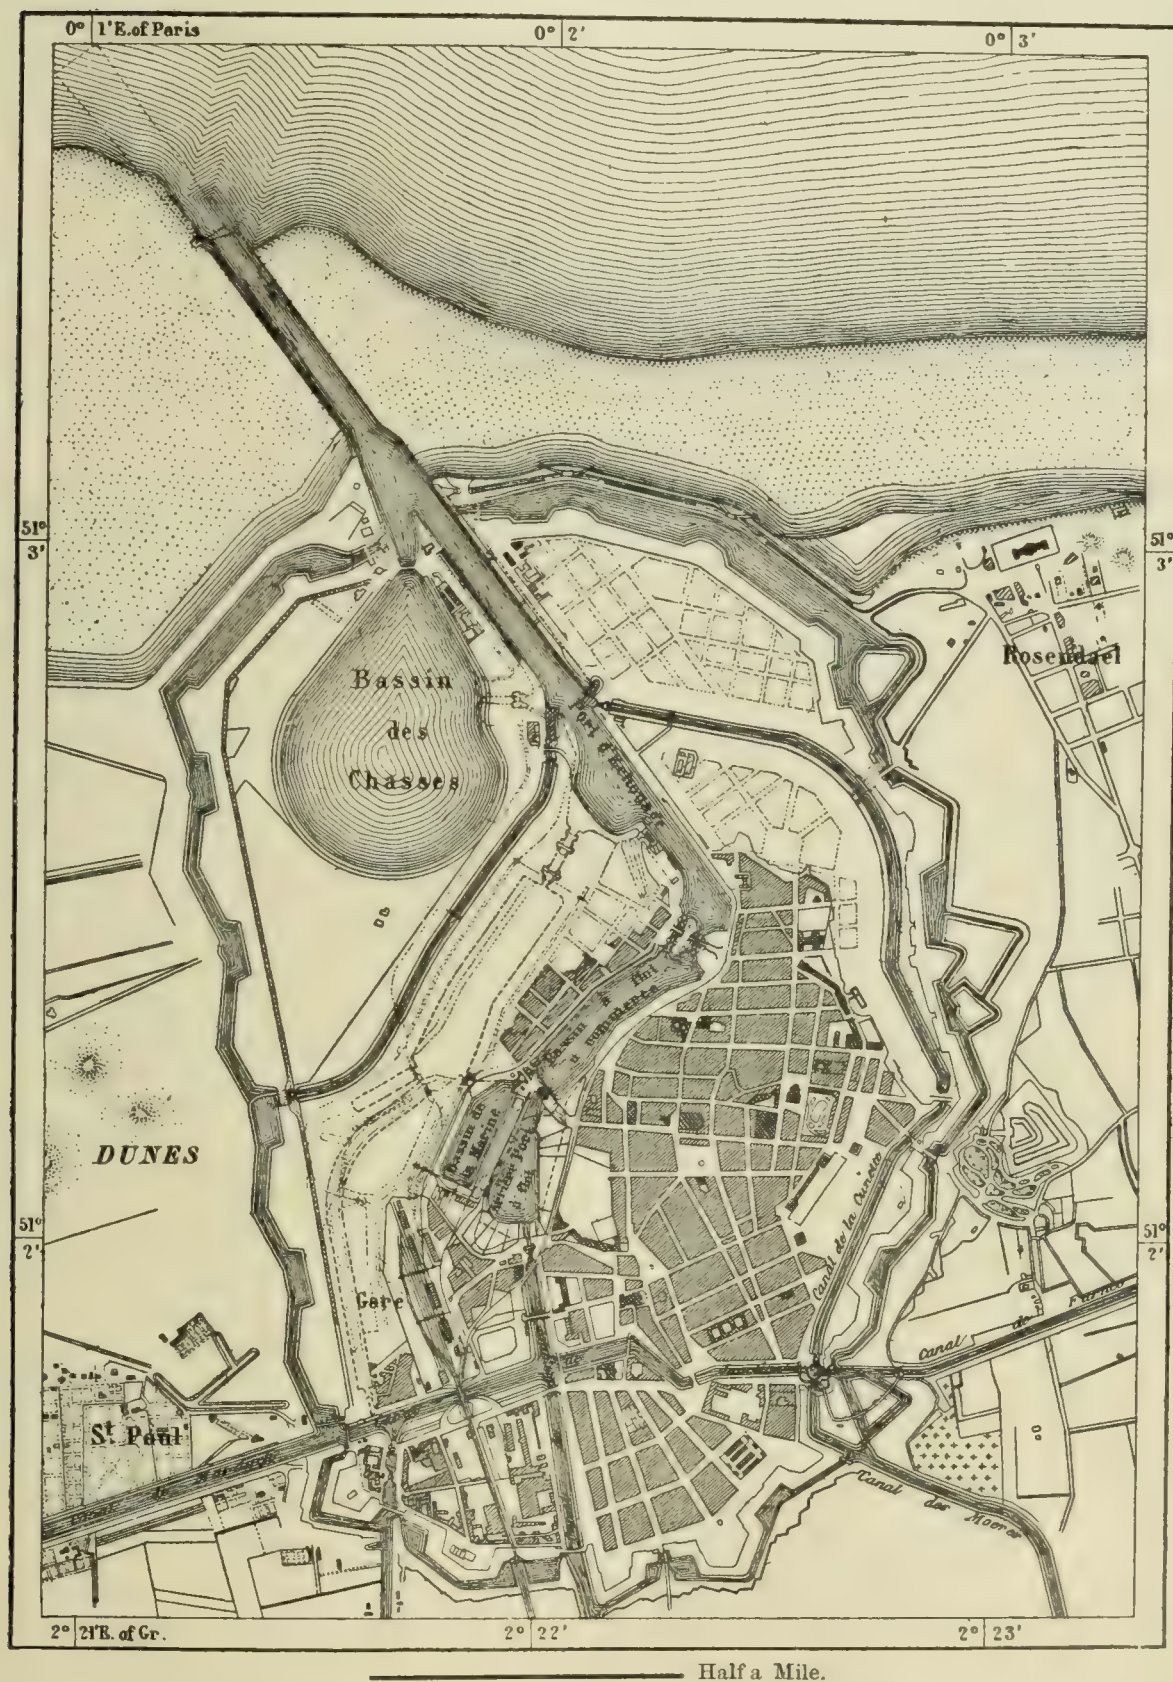 0° 1' E. of Paris
0° 2'
0° 3'
51°
3'
51°
3'
Rosendael
Bassin
des
Chasses
Port d'Echouage
Bassin à flot
du Commerce
Bassin de
la Marine
Arrière Port
à flot
DUNES
51°
2'
51°
2'
Canal de la Cunette
Gare
Canal de Furnes
St Paul
Canal de Mardyck
Canal des Moeres
2° 21' E. of Gr.
2° 22'
2° 23'
Half a Mile.